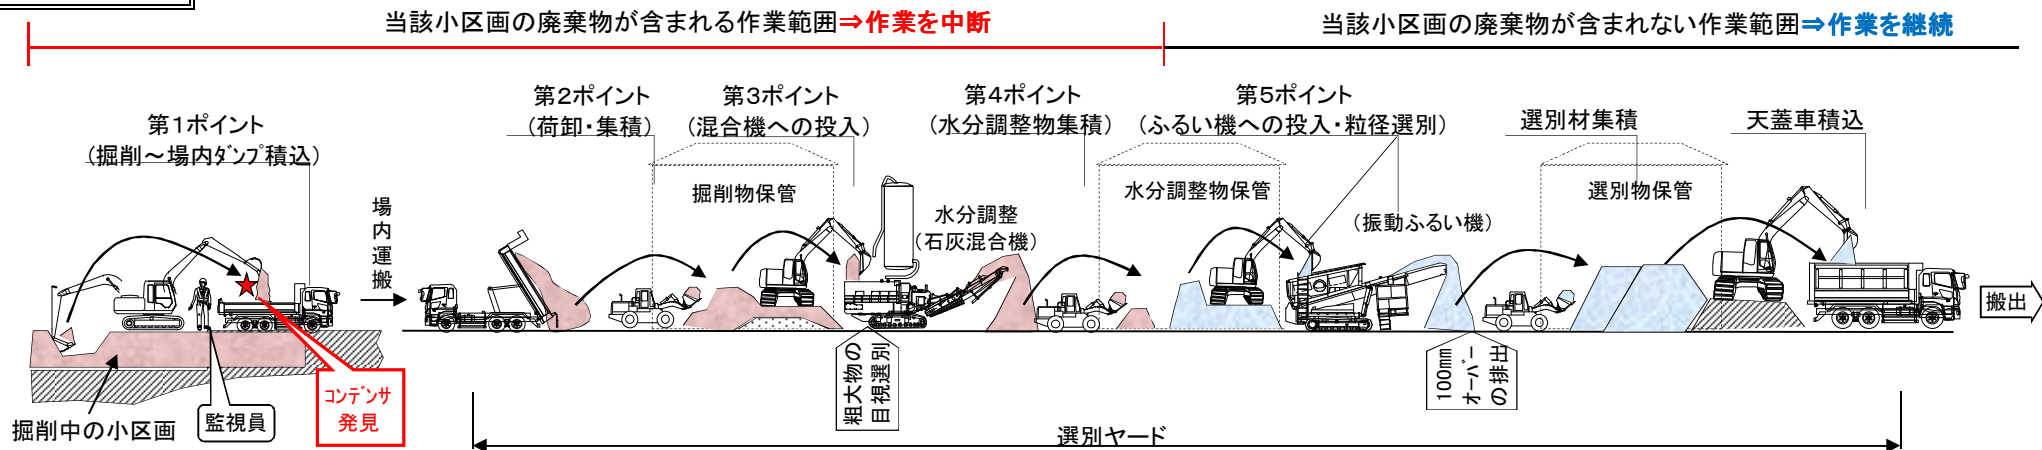 当該小区画の廃棄物が含まれる作業範囲⇒作業を中断
当該小区画の廃棄物が含まれない作業範囲⇒作業を継続
第1ポイント
(掘削~場内ダンプ積込)
場内運搬
第2ポイント
(荷卸・集積)
第3ポイント
(混合機への投入)
第4ポイント
(水分調整物集積)
第5ポイント
(ふるい機への投入・粒径選別)
選別材集積
天蓋車積込
掘削物保管
水分調整
(石灰混合機)
水分調整物保管
(振動ふるい機)
選別物保管
搬出
コンデンサ
発見
監視員
掘削中の小区画
粗大物の
目視選別
100mm
オーバー
の排出
選別ヤード